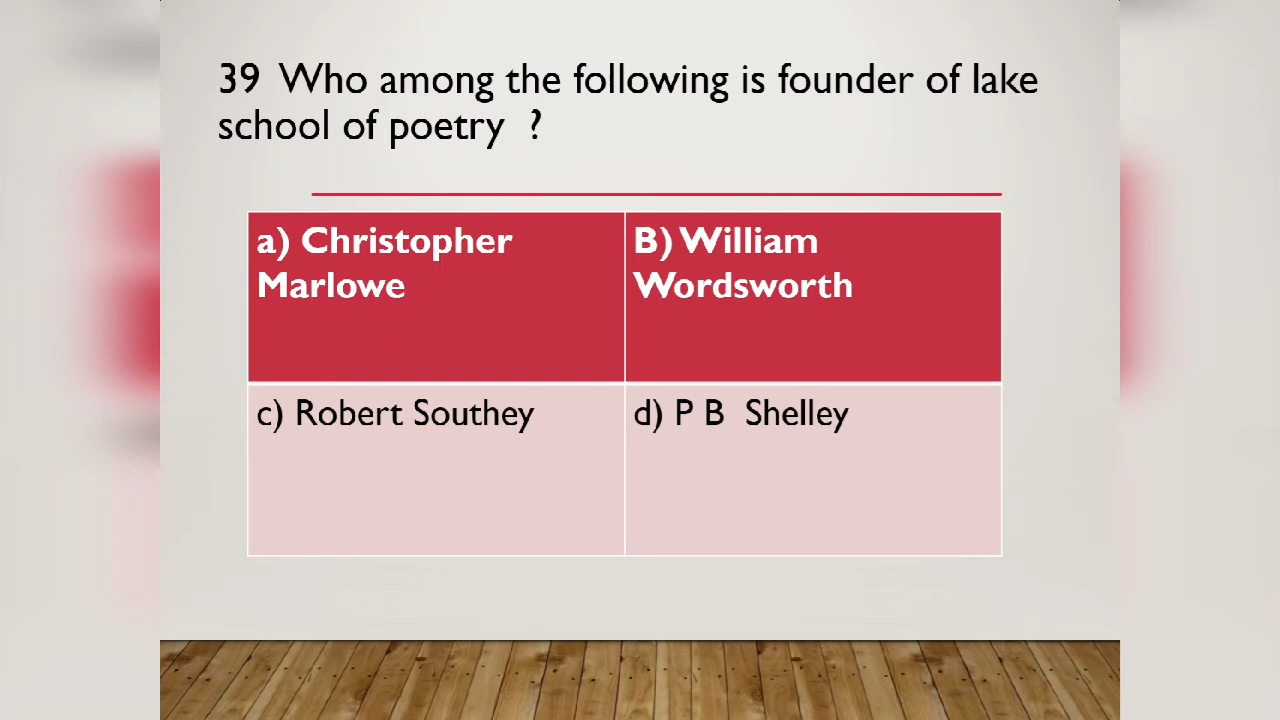 39 Who among the following is founder of lake
school of poetry ?
a) Christopher
Marlowe
B) William
Wordsworth
c) Robert Southey
d) P B Shelley